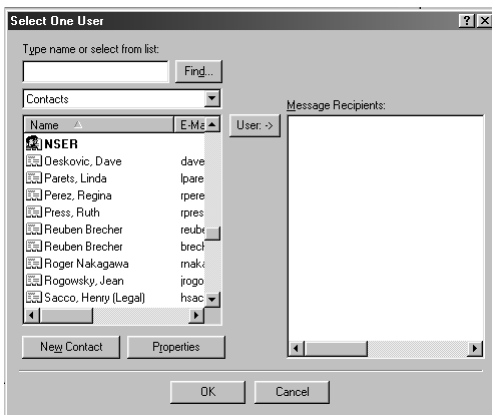 Select One User
Type name or select from list:
Find...
Contacts
Message Recipients:
Name E-Ma User: ->
NSER
Oeskovic, Dave dave
Parets, Linda lpare
Perez, Regina rpere
Press, Ruth rpres
Reuben Brecher reube
Reuben Brecher brech
Roger Nakagawa rnaka
Rogowsky, Jean jrogo
Sacco, Henry (Legal) hsac
New Contact Properties
OK Cancel